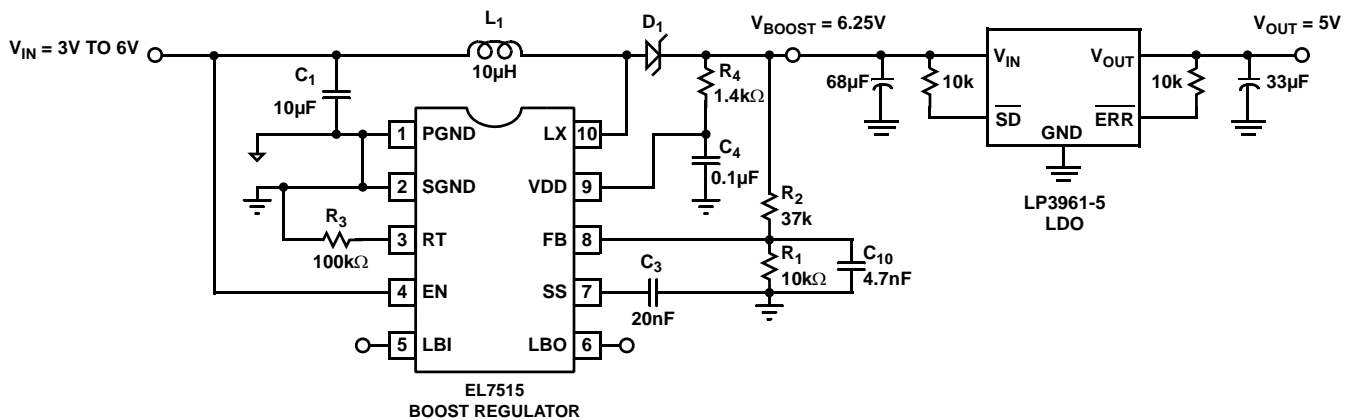 V_IN = 3V TO 6V
L₁
10µH
D₁
V_BOOST = 6.25V
V_OUT = 5V
C₁
10µF
R₄
1.4kΩ
68µF
10k
V_IN
V_OUT
SD
ERR
GND
10k
33µF
LP3961-5
LDO
1 PGND
LX 10
2 SGND
VDD 9
3 RT
FB 8
4 EN
SS 7
5 LBI
LBO 6
C₄
0.1µF
R₃
100kΩ
R₂
37k
R₁
10kΩ
C₁₀
4.7nF
C₃
20nF
EL7515
BOOST REGULATOR